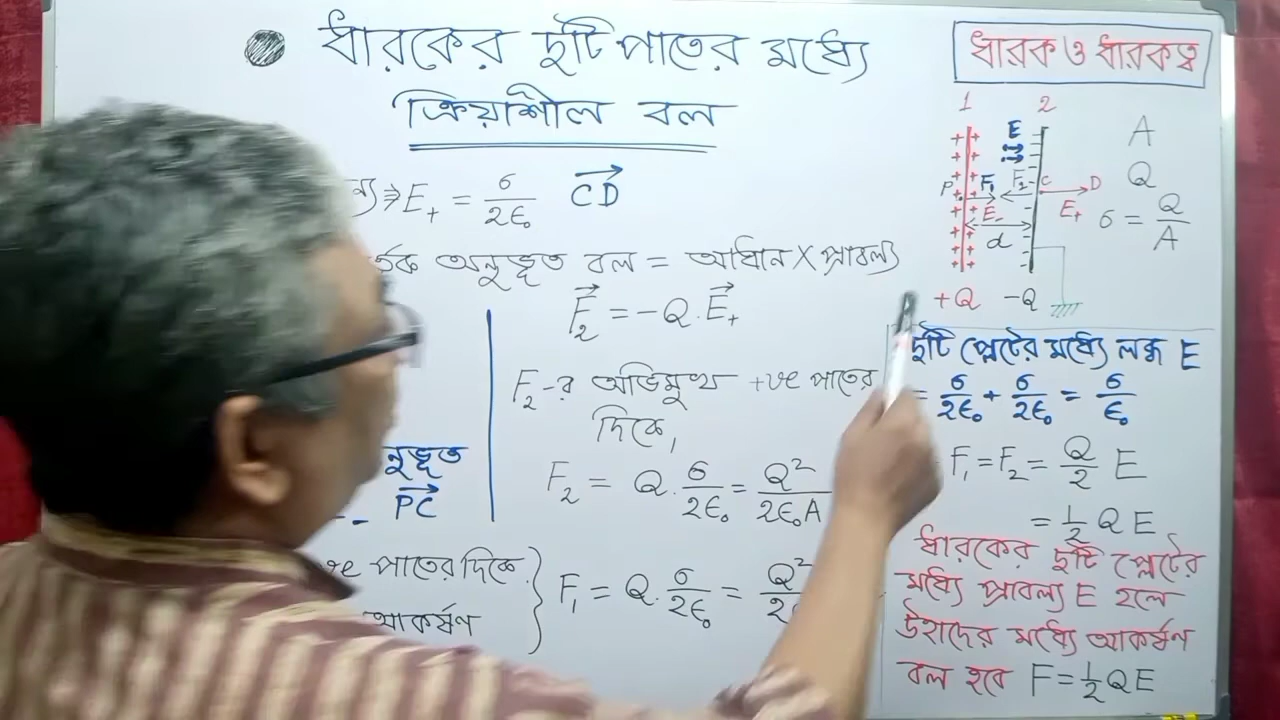 ধারকের দুটি পাতের মধ্যে
ক্রিয়াশীল বল
ধারক ও ধারকত্ব
⇒ E₊ = σ/2ε₀ CD→
অনুভূত বল = আধান × প্রাবল্য
F₂→ = −Q.E₊→
F₂-র অভিমুখ +ve পাতের
দিকে,
F₂ = Q.σ/2ε₀ = Q²/2ε₀A
PC→
পাতের দিকে
আকর্ষণ
F₁ = Q.σ/2ε₀ =
1 2
E
P F₁ F₂ C D
E₋ E₊
d
+Q −Q
A
Q
σ = Q/A
দুটি প্লেটের মধ্যে লব্ধ E
= σ/2ε₀ + σ/2ε₀ = σ/ε₀
F₁ = F₂ = Q/2 E
= 1/2 QE
ধারকের দুটি প্লেটের
মধ্যে প্রাবল্য E হলে
উহাদের মধ্যে আকর্ষণ
বল হবে F = 1/2 QE